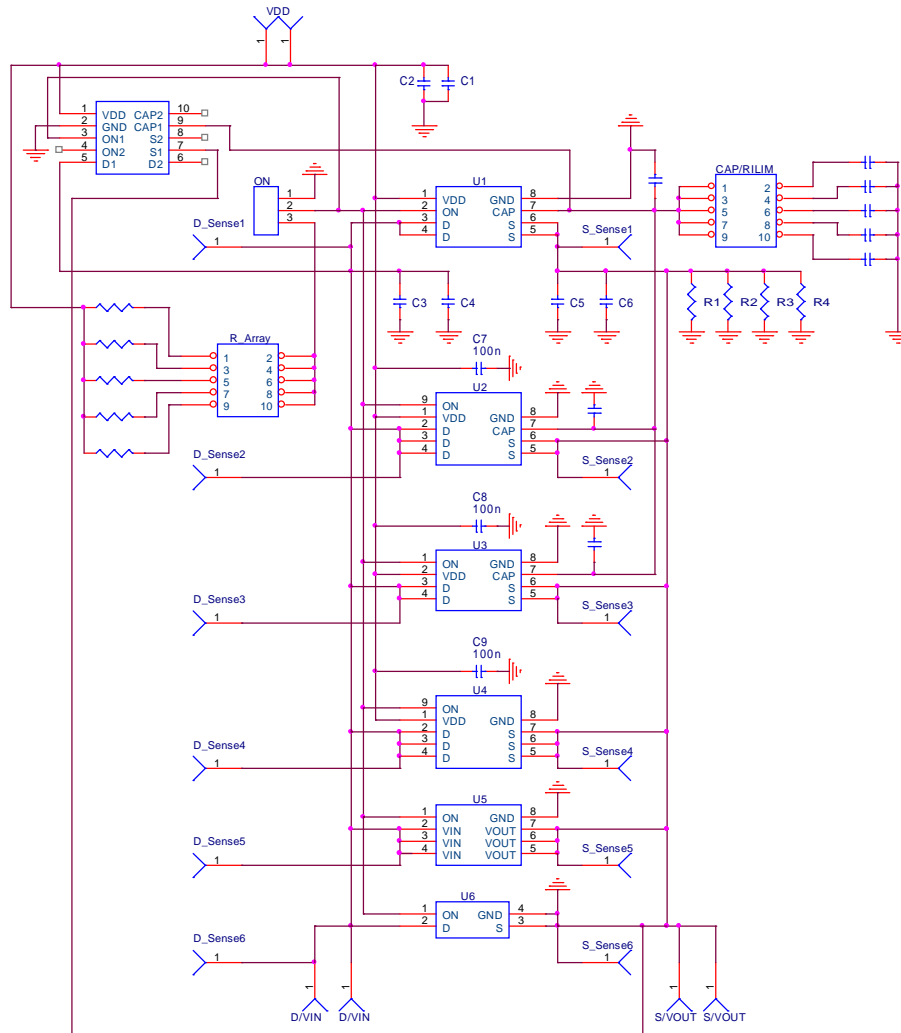 VDD
1 1
C2 C1
1 VDD CAP2 10
2 GND CAP1 9
3 ON1 S2 8
4 ON2 S1 7
5 D1 D2 6
ON
1
2
3
U1
1 VDD GND 8
2 ON CAP 7
3 D S 6
4 D S 5
CAP/RILIM
1 2
3 4
5 6
7 8
9 10
D_Sense1
1
S_Sense1
1
C3 C4 C5 C6
R1 R2 R3 R4
R_Array
1 2
3 4
5 6
7 8
9 10
C7
100n
U2
9 ON
1 VDD GND 8
2 D CAP 7
3 D S 6
4 D S 5
D_Sense2
1
S_Sense2
1
C8
100n
U3
1 ON GND 8
2 VDD CAP 7
3 D S 6
4 D S 5
D_Sense3
1
S_Sense3
1
C9
100n
U4
9 ON
1 VDD GND 8
2 D S 7
3 D S 6
4 D S 5
D_Sense4
1
S_Sense4
1
U5
1 ON GND 8
2 VIN VOUT 7
3 VIN VOUT 6
4 VIN VOUT 5
D_Sense5
1
S_Sense5
1
U6
1 ON GND 4
2 D S 3
D_Sense6
1
S_Sense6
1
1 1 1 1
D/VIN D/VIN S/VOUT S/VOUT